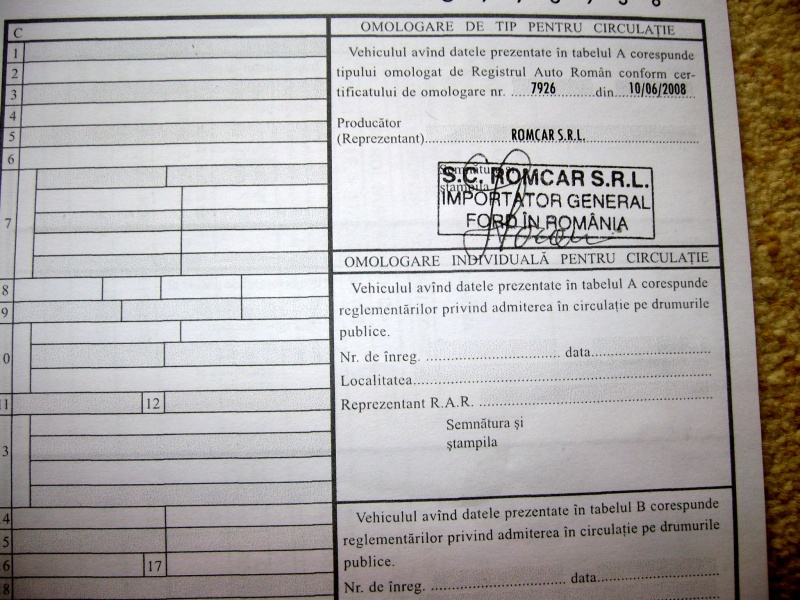 C
1
2
3
4
5
6
7
8
9
0
11
12
3
4
5
6
17
8
OMOLOGARE DE TIP PENTRU CIRCULAȚIE
Vehiculul avînd datele prezentate în tabelul A corespunde
tipului omologat de Registrul Auto Român conform cer-
tificatului de omologare nr. ....7926..........din....10/06/2008..
Producător
(Reprezentant)......................ROMCAR S.R.L.............................
Semnătura și
ștampila
S.C. ROMCAR S.R.L.
IMPORTATOR GENERAL
FORD ÎN ROMÂNIA
OMOLOGARE INDIVIDUALĂ PENTRU CIRCULAȚIE
Vehiculul avînd datele prezentate în tabelul A corespunde
reglementărilor privind admiterea în circulație pe drumurile
publice.
Nr. de înreg. .................................. data..............................
Localitatea..........................................................................
Reprezentant R.A.R. ..........................................................
Semnătura și
ștampila
Vehiculul avînd datele prezentate în tabelul B corespunde
reglementărilor privind admiterea în circulație pe drumurile
publice.
Nr. de înreg. .................................. data..............................